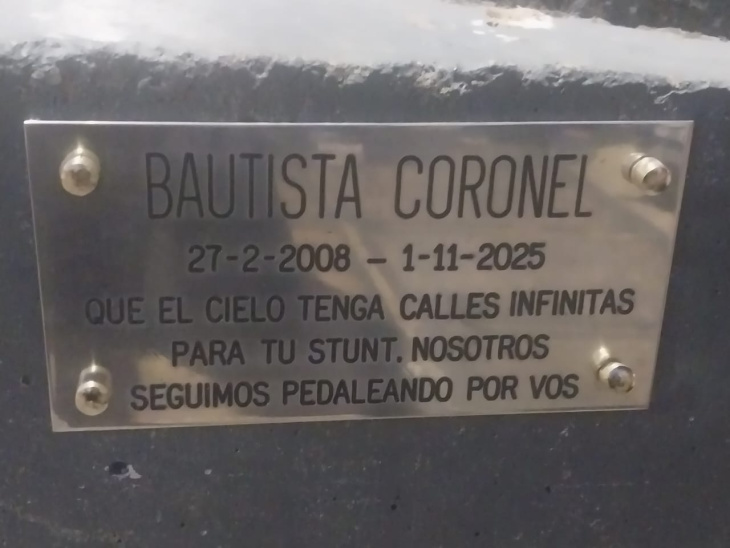 BAUTISTA CORONEL
27-2-2008 – 1-11-2025
QUE EL CIELO TENGA CALLES INFINITAS
PARA TU STUNT. NOSOTROS
SEGUIMOS PEDALEANDO POR VOS